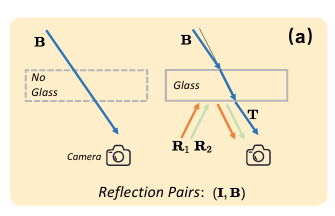 (a)
B
No
Glass
Camera
B
Glass
T
R₁ R₂
Reflection Pairs: (I, B)